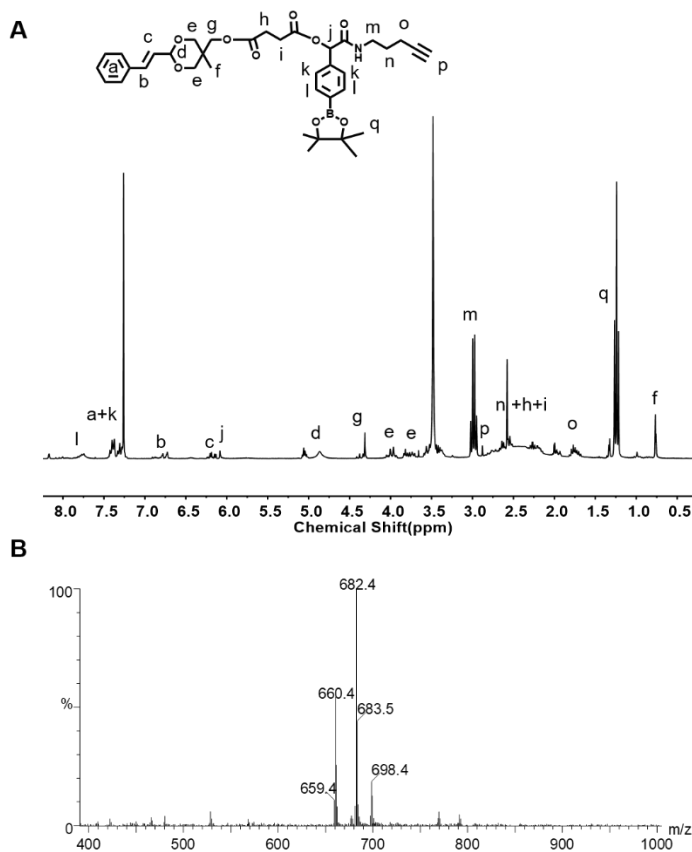 A
h
o
g
j
m
O
O
O
e
i
O
N
H
n
p
d
c
O
O
k
k
a
b
e
f
l
l
B
O
O
q
m
q
a+k
l
b
c
j
d
g
e
e
p
n
+h+i
o
f
8.0 7.5 7.0 6.5 6.0 5.5 5.0 4.5 4.0 3.5 3.0 2.5 2.0 1.5 1.0 0.5
Chemical Shift(ppm)
B
100
682.4
660.4
683.5
%
659.4
698.4
0
400 500 600 700 800 900 1000
m/z